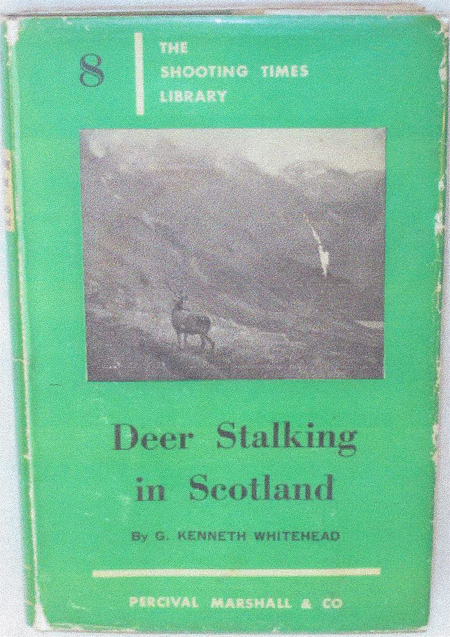 8
THE
SHOOTING TIMES
LIBRARY
Deer Stalking
in Scotland
By G. KENNETH WHITEHEAD
PERCIVAL MARSHALL & CO